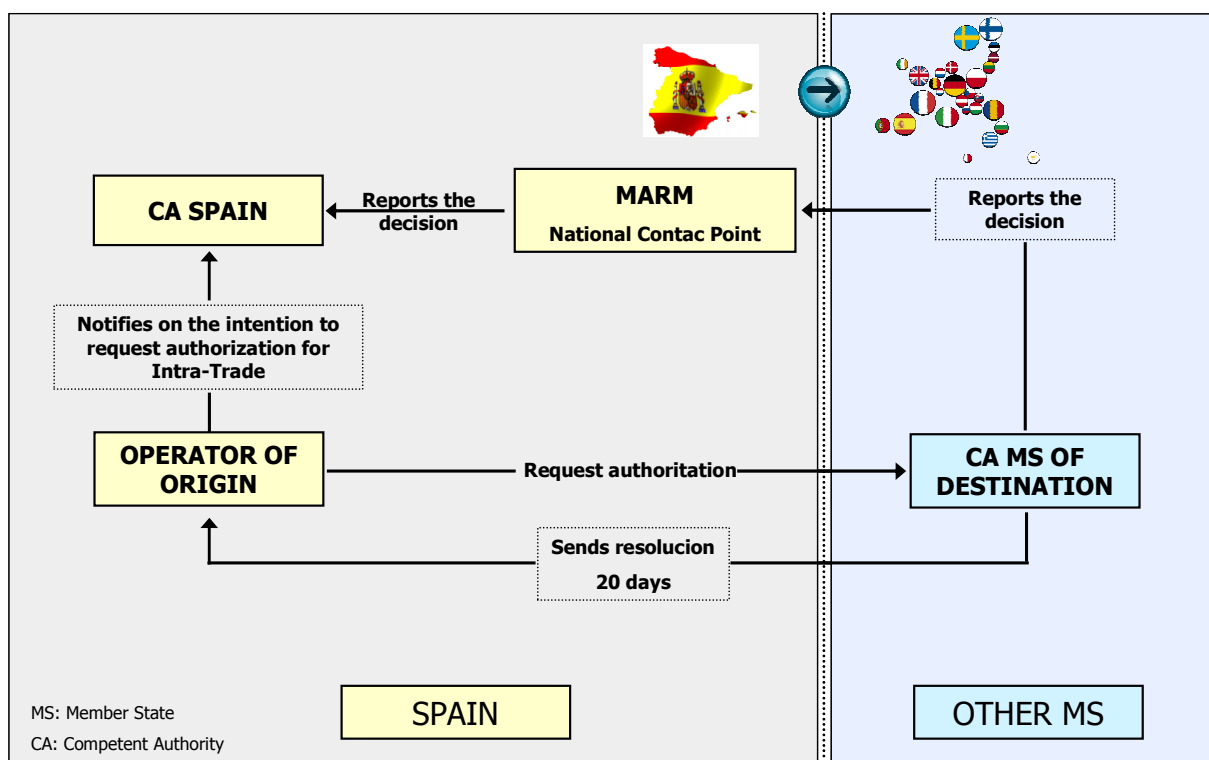 CA SPAIN
Reports the
decision
MARM
National Contac Point
Reports the
decision
Notifies on the intention to
request authorization for
Intra-Trade
OPERATOR OF
ORIGIN
Request authoritation
CA MS OF
DESTINATION
Sends resolucion
20 days
MS: Member State
CA: Competent Authority
SPAIN
OTHER MS